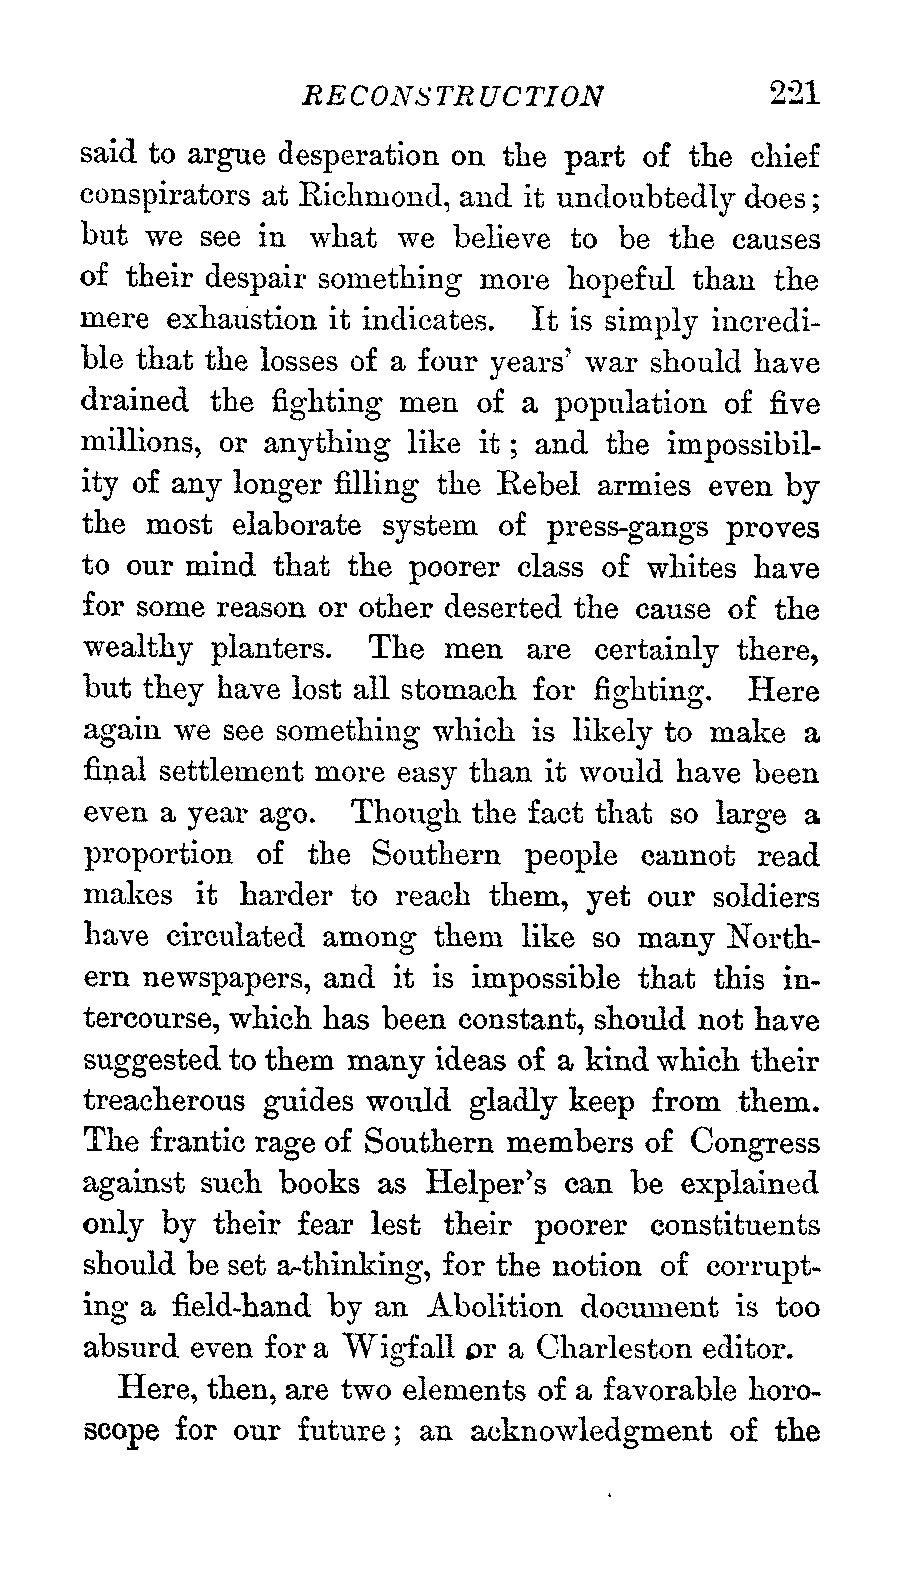 RECONSTRUCTION 221
said to argue desperation on the part of the chief
conspirators at Richmond, and it undoubtedly does;
but we see in what we believe to be the causes
of their despair something more hopeful than the
mere exhaustion it indicates. It is simply incredi-
ble that the losses of a four years' war should have
drained the fighting men of a population of five
millions, or anything like it; and the impossibil-
ity of any longer filling the Rebel armies even by
the most elaborate system of press-gangs proves
to our mind that the poorer class of whites have
for some reason or other deserted the cause of the
wealthy planters. The men are certainly there,
but they have lost all stomach for fighting. Here
again we see something which is likely to make a
final settlement more easy than it would have been
even a year ago. Though the fact that so large a
proportion of the Southern people cannot read
makes it harder to reach them, yet our soldiers
have circulated among them like so many North-
ern newspapers, and it is impossible that this in-
tercourse, which has been constant, should not have
suggested to them many ideas of a kind which their
treacherous guides would gladly keep from them.
The frantic rage of Southern members of Congress
against such books as Helper's can be explained
only by their fear lest their poorer constituents
should be set a-thinking, for the notion of corrupt-
ing a field-hand by an Abolition document is too
absurd even for a Wigfall or a Charleston editor.
Here, then, are two elements of a favorable horo-
scope for our future; an acknowledgment of the